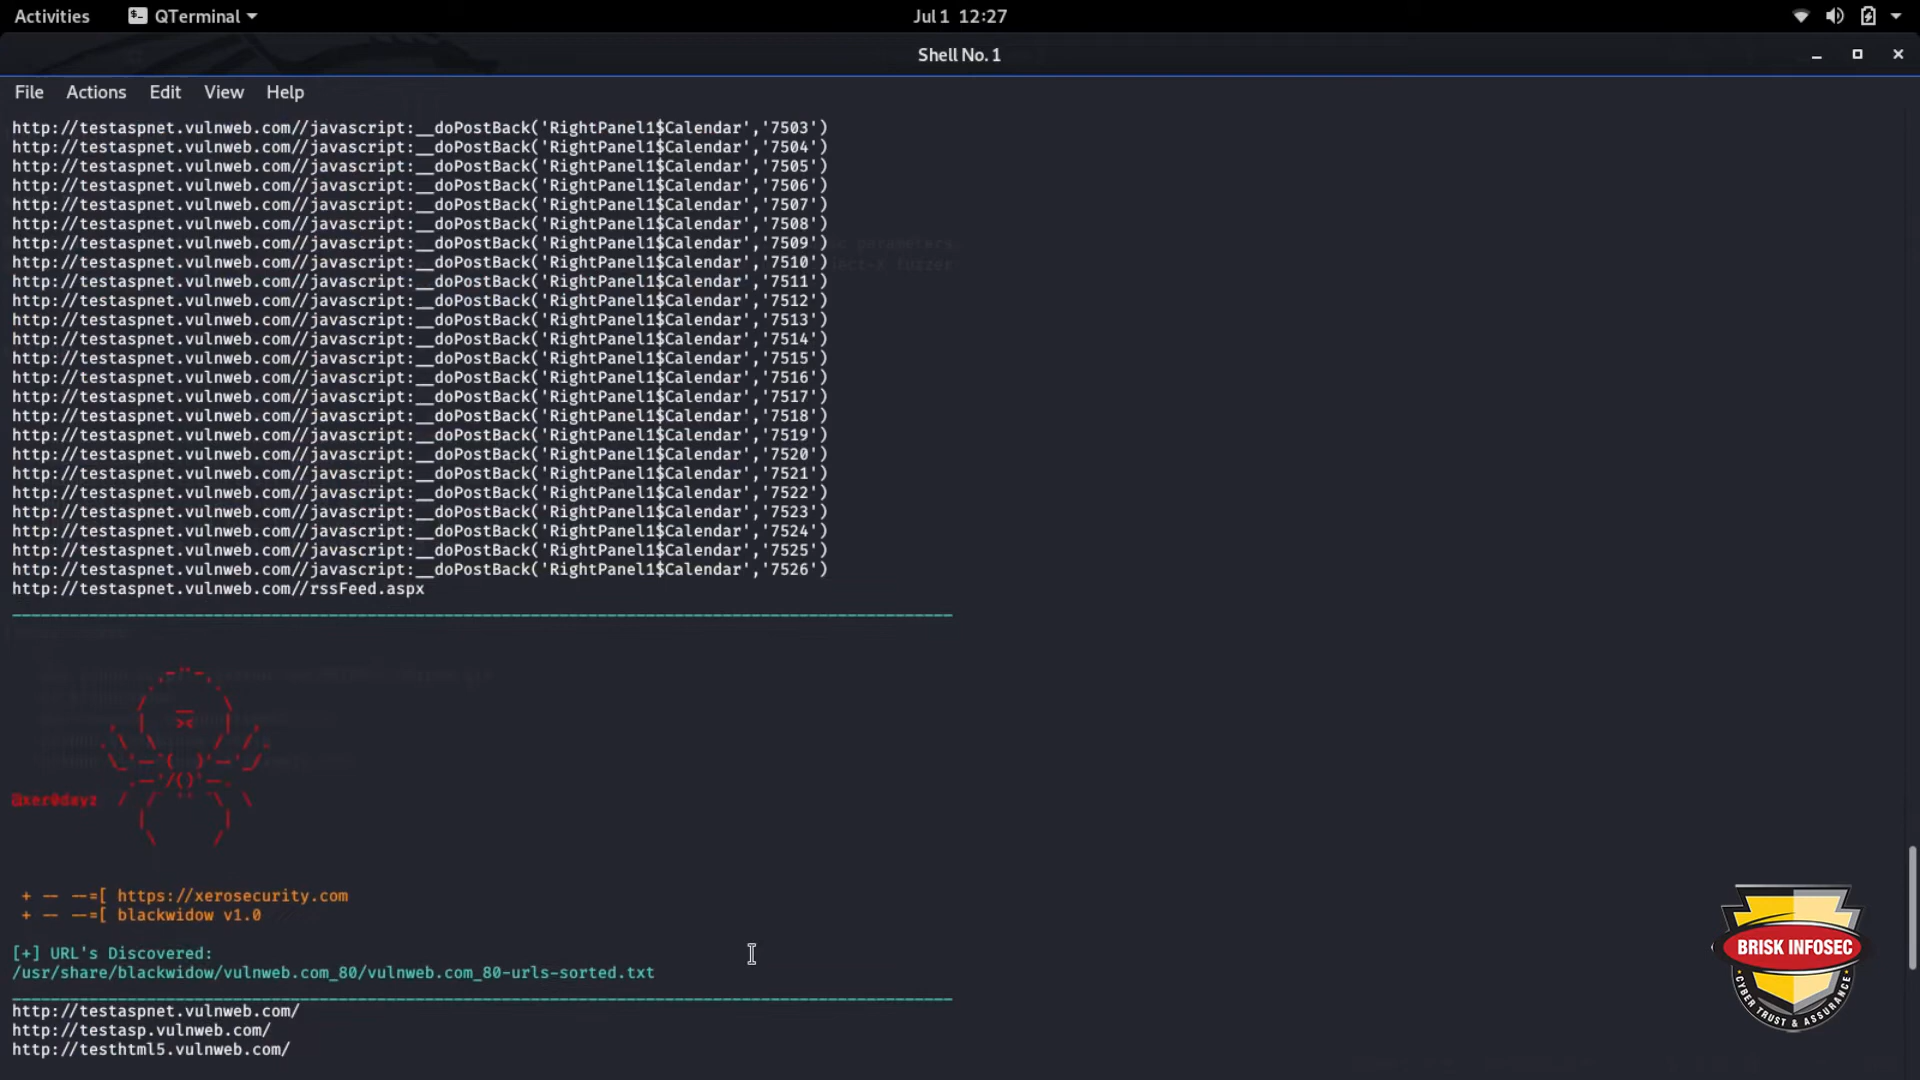 Activities QTerminal Jul 1 12:27
Shell No. 1
File Actions Edit View Help
http://testaspnet.vulnweb.com//javascript:__doPostBack('RightPanel1$Calendar','7503')
http://testaspnet.vulnweb.com//javascript:__doPostBack('RightPanel1$Calendar','7504')
http://testaspnet.vulnweb.com//javascript:__doPostBack('RightPanel1$Calendar','7505')
http://testaspnet.vulnweb.com//javascript:__doPostBack('RightPanel1$Calendar','7506')
http://testaspnet.vulnweb.com//javascript:__doPostBack('RightPanel1$Calendar','7507')
http://testaspnet.vulnweb.com//javascript:__doPostBack('RightPanel1$Calendar','7508')
http://testaspnet.vulnweb.com//javascript:__doPostBack('RightPanel1$Calendar','7509')
http://testaspnet.vulnweb.com//javascript:__doPostBack('RightPanel1$Calendar','7510')
http://testaspnet.vulnweb.com//javascript:__doPostBack('RightPanel1$Calendar','7511')
http://testaspnet.vulnweb.com//javascript:__doPostBack('RightPanel1$Calendar','7512')
http://testaspnet.vulnweb.com//javascript:__doPostBack('RightPanel1$Calendar','7513')
http://testaspnet.vulnweb.com//javascript:__doPostBack('RightPanel1$Calendar','7514')
http://testaspnet.vulnweb.com//javascript:__doPostBack('RightPanel1$Calendar','7515')
http://testaspnet.vulnweb.com//javascript:__doPostBack('RightPanel1$Calendar','7516')
http://testaspnet.vulnweb.com//javascript:__doPostBack('RightPanel1$Calendar','7517')
http://testaspnet.vulnweb.com//javascript:__doPostBack('RightPanel1$Calendar','7518')
http://testaspnet.vulnweb.com//javascript:__doPostBack('RightPanel1$Calendar','7519')
http://testaspnet.vulnweb.com//javascript:__doPostBack('RightPanel1$Calendar','7520')
http://testaspnet.vulnweb.com//javascript:__doPostBack('RightPanel1$Calendar','7521')
http://testaspnet.vulnweb.com//javascript:__doPostBack('RightPanel1$Calendar','7522')
http://testaspnet.vulnweb.com//javascript:__doPostBack('RightPanel1$Calendar','7523')
http://testaspnet.vulnweb.com//javascript:__doPostBack('RightPanel1$Calendar','7524')
http://testaspnet.vulnweb.com//javascript:__doPostBack('RightPanel1$Calendar','7525')
http://testaspnet.vulnweb.com//javascript:__doPostBack('RightPanel1$Calendar','7526')
http://testaspnet.vulnweb.com//rssFeed.aspx
@xer0dayz
+ -- --=[ https://xerosecurity.com
+ -- --=[ blackwidow v1.0
[+] URL's Discovered:
/usr/share/blackwidow/vulnweb.com_80/vulnweb.com_80-urls-sorted.txt
http://testaspnet.vulnweb.com/
http://testasp.vulnweb.com/
http://testhtml5.vulnweb.com/
BRISK INFOSEC
CYBER TRUST & ASSURANCE